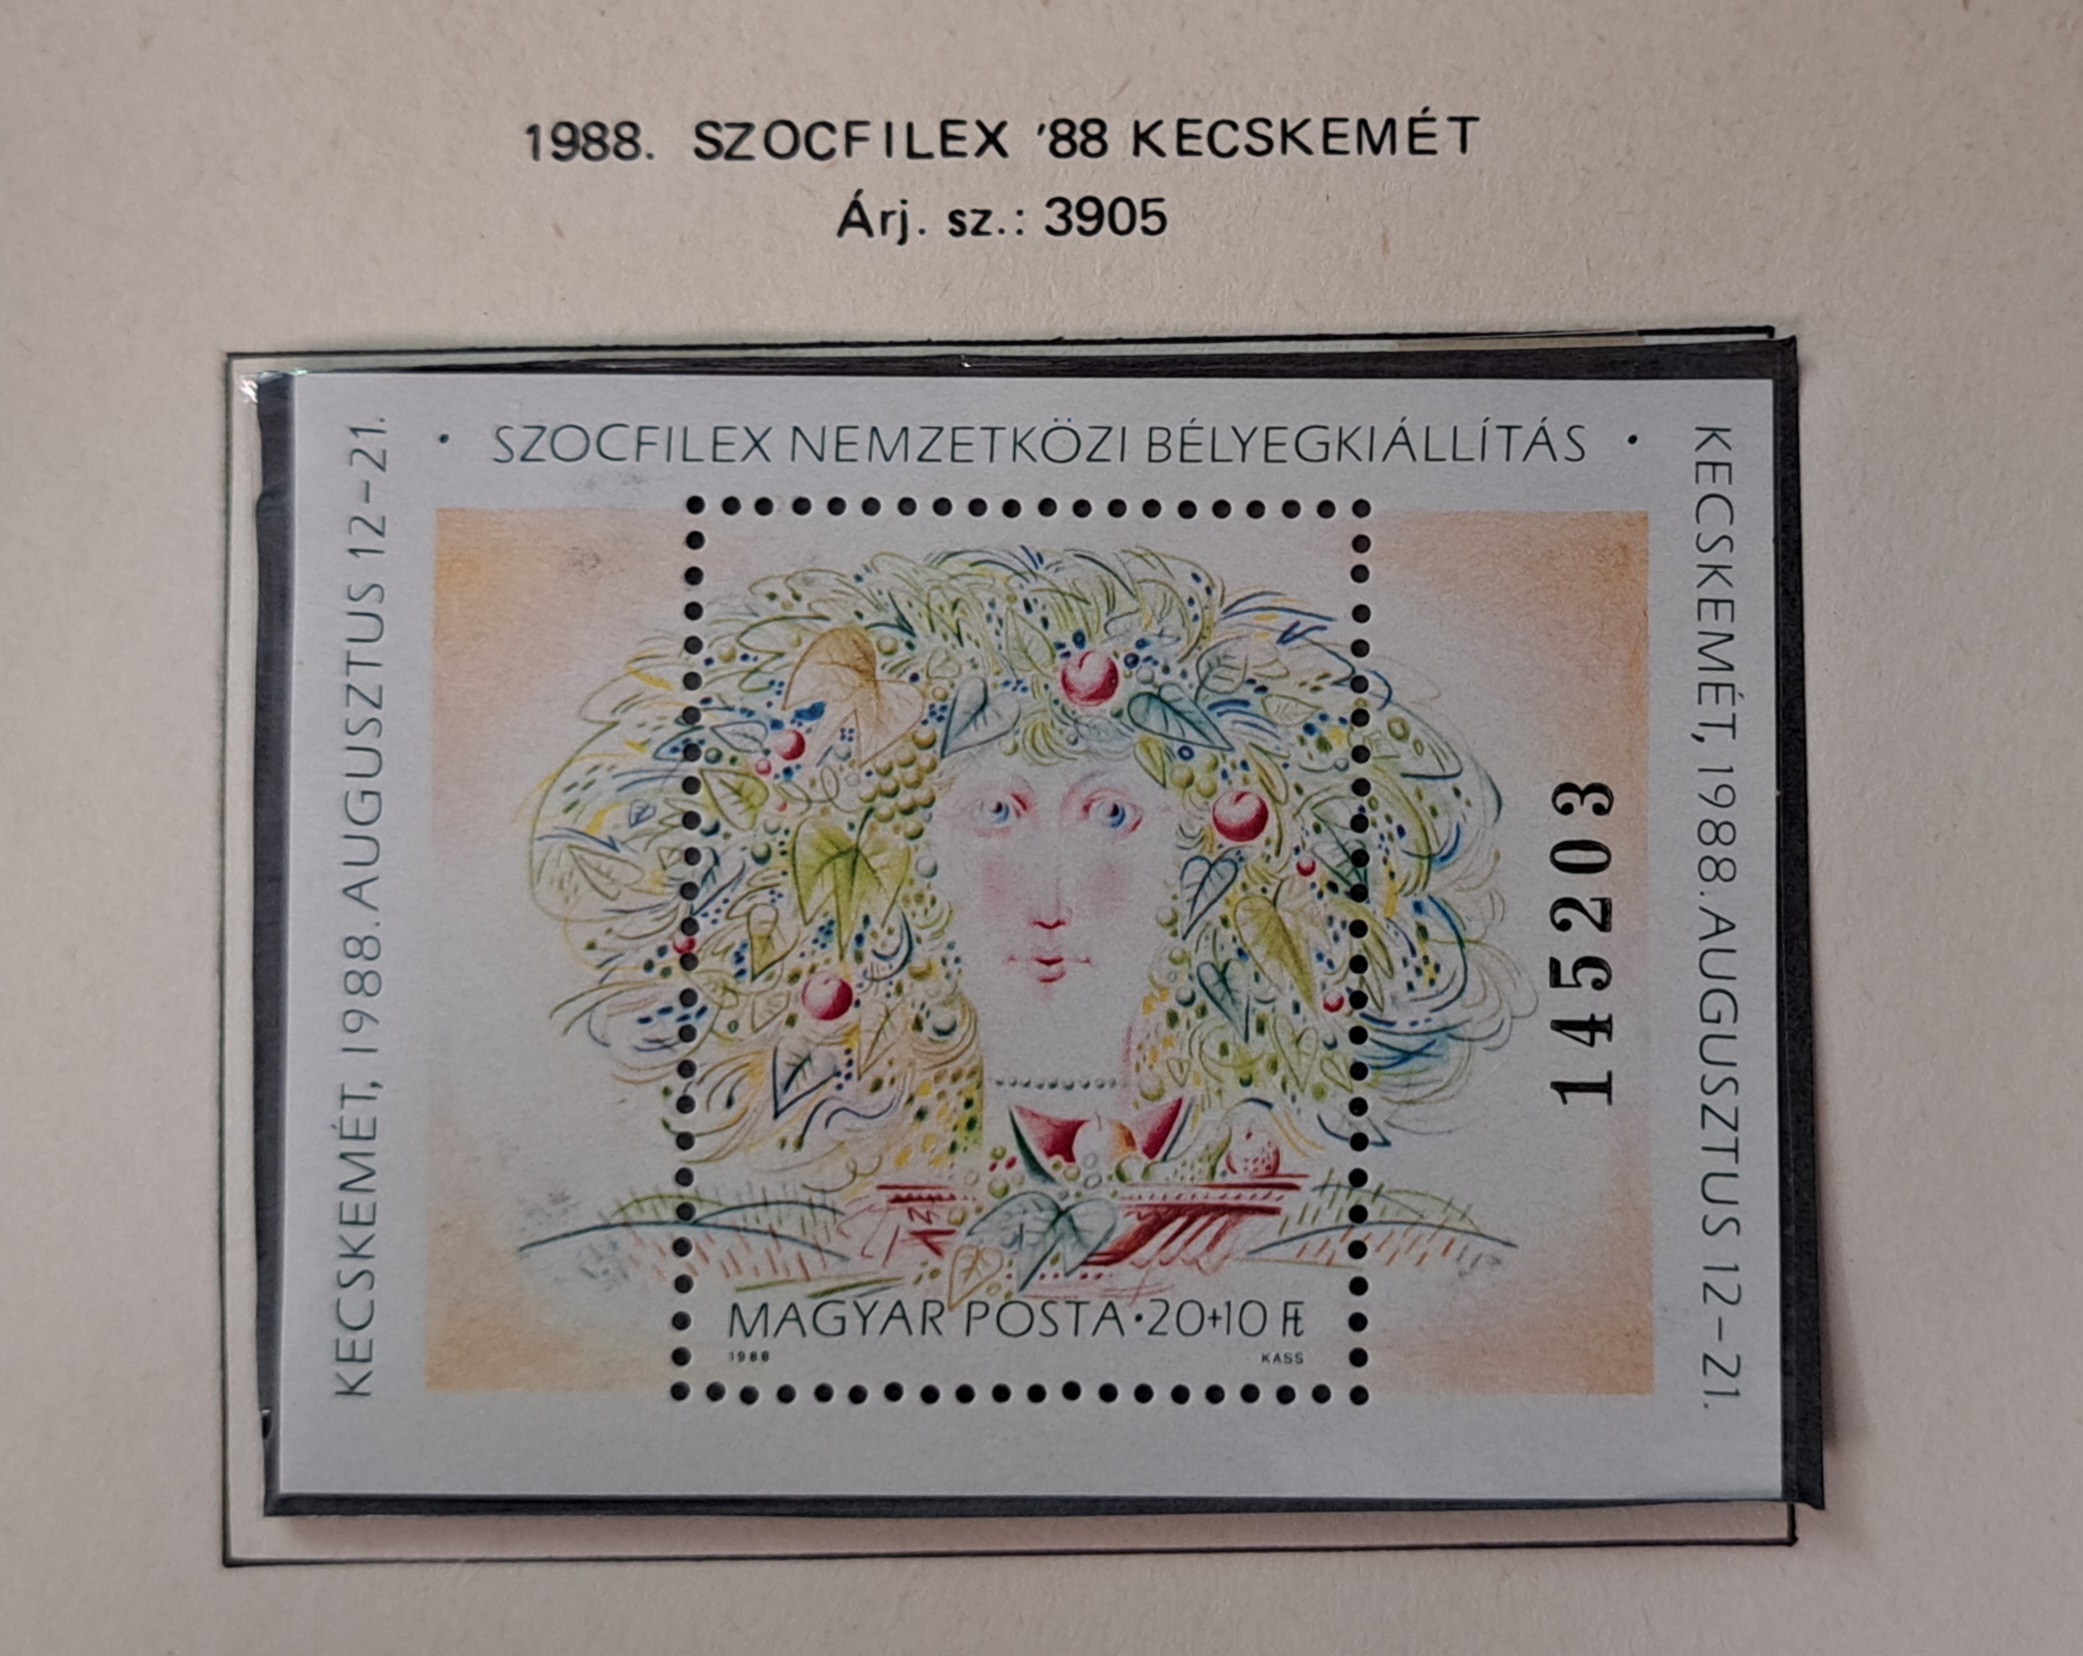 1988. SZOCFILEX '88 KECSKEMÉT
Árj. sz.: 3905
• SZOCFILEX NEMZETKÖZI BÉLYEGKIÁLLÍTÁS •
KECSKEMÉT, 1988. AUGUSZTUS 12-21.
KECSKEMÉT, 1988. AUGUSZTUS 12-21.
145203
MAGYAR POSTA • 20+10 Ft
1988 KASS